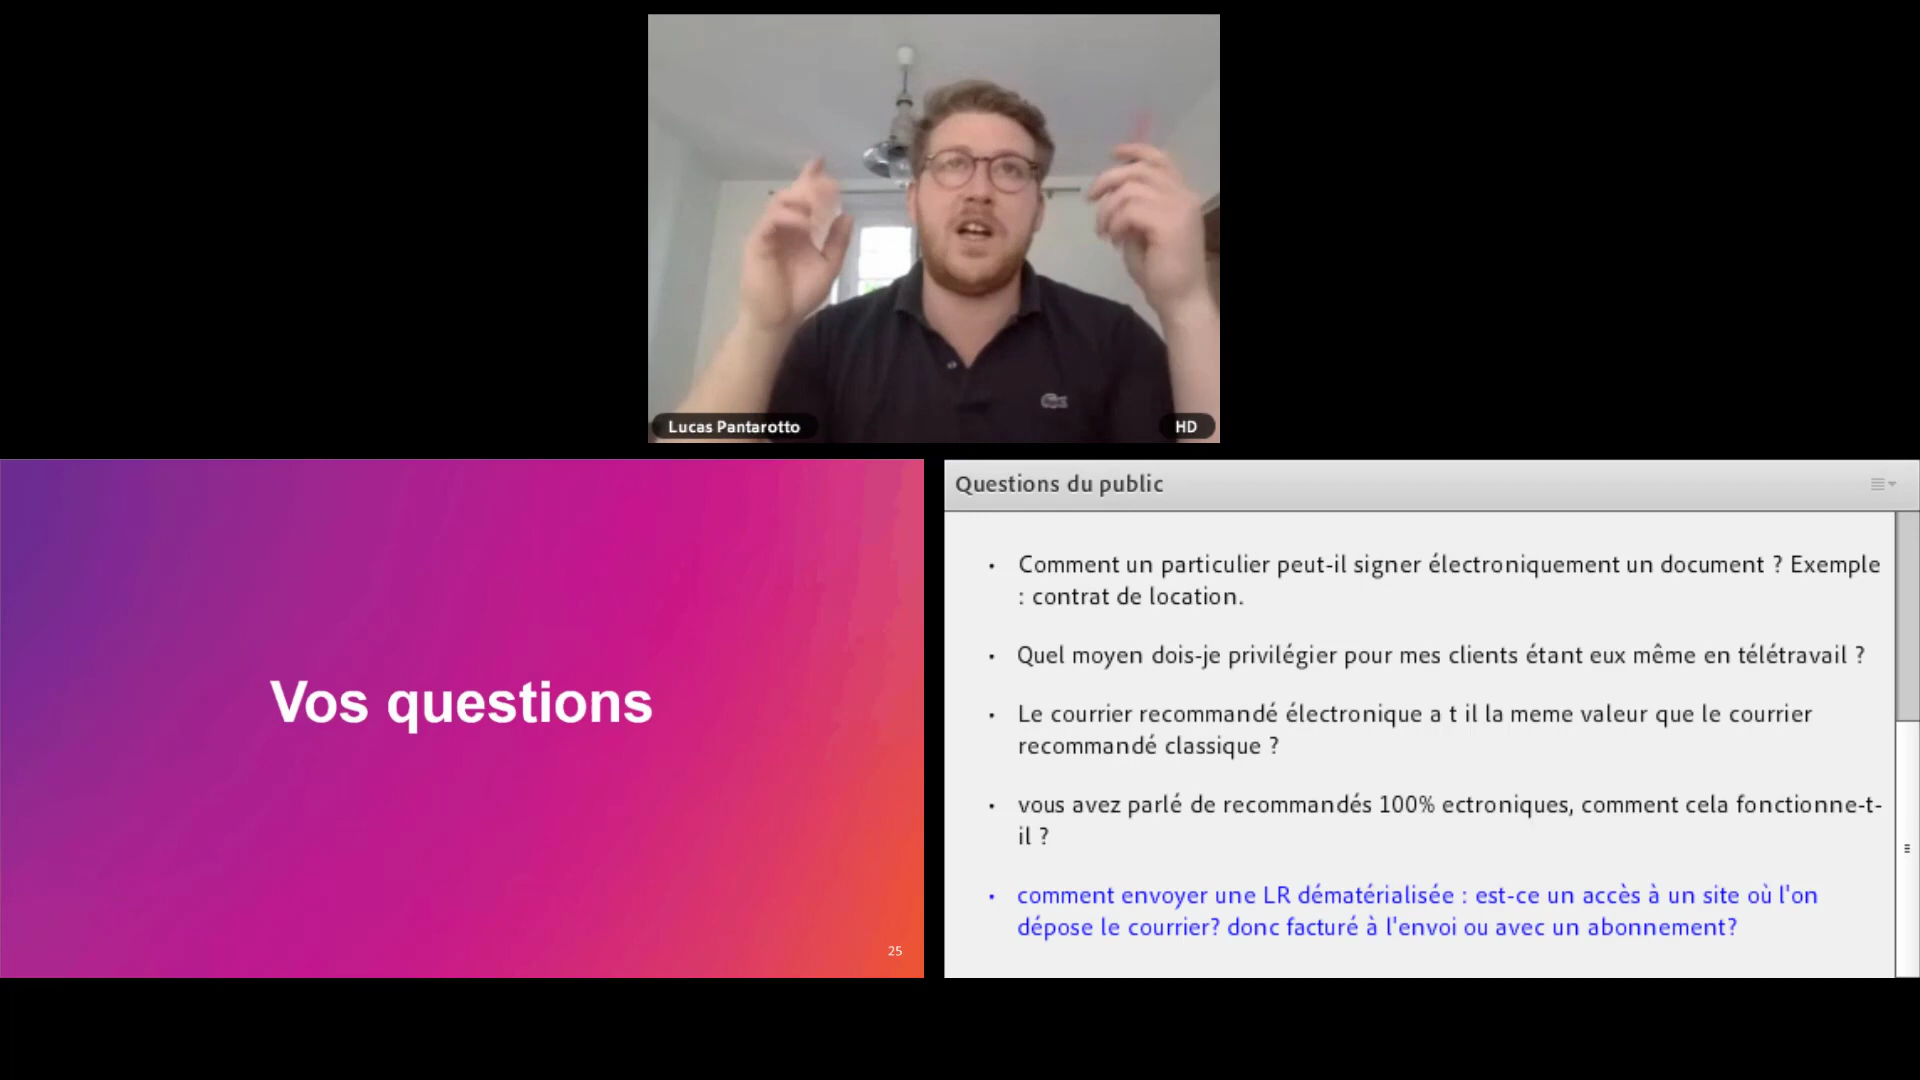 Lucas Pantarotto
HD
Vos questions
25
Questions du public
• Comment un particulier peut-il signer électroniquement un document ? Exemple
: contrat de location.
• Quel moyen dois-je privilégier pour mes clients étant eux même en télétravail ?
• Le courrier recommandé électronique a t il la meme valeur que le courrier
recommandé classique ?
• vous avez parlé de recommandés 100% ectroniques, comment cela fonctionne-t-
il ?
• comment envoyer une LR dématérialisée : est-ce un accès à un site où l'on
dépose le courrier? donc facturé à l'envoi ou avec un abonnement?